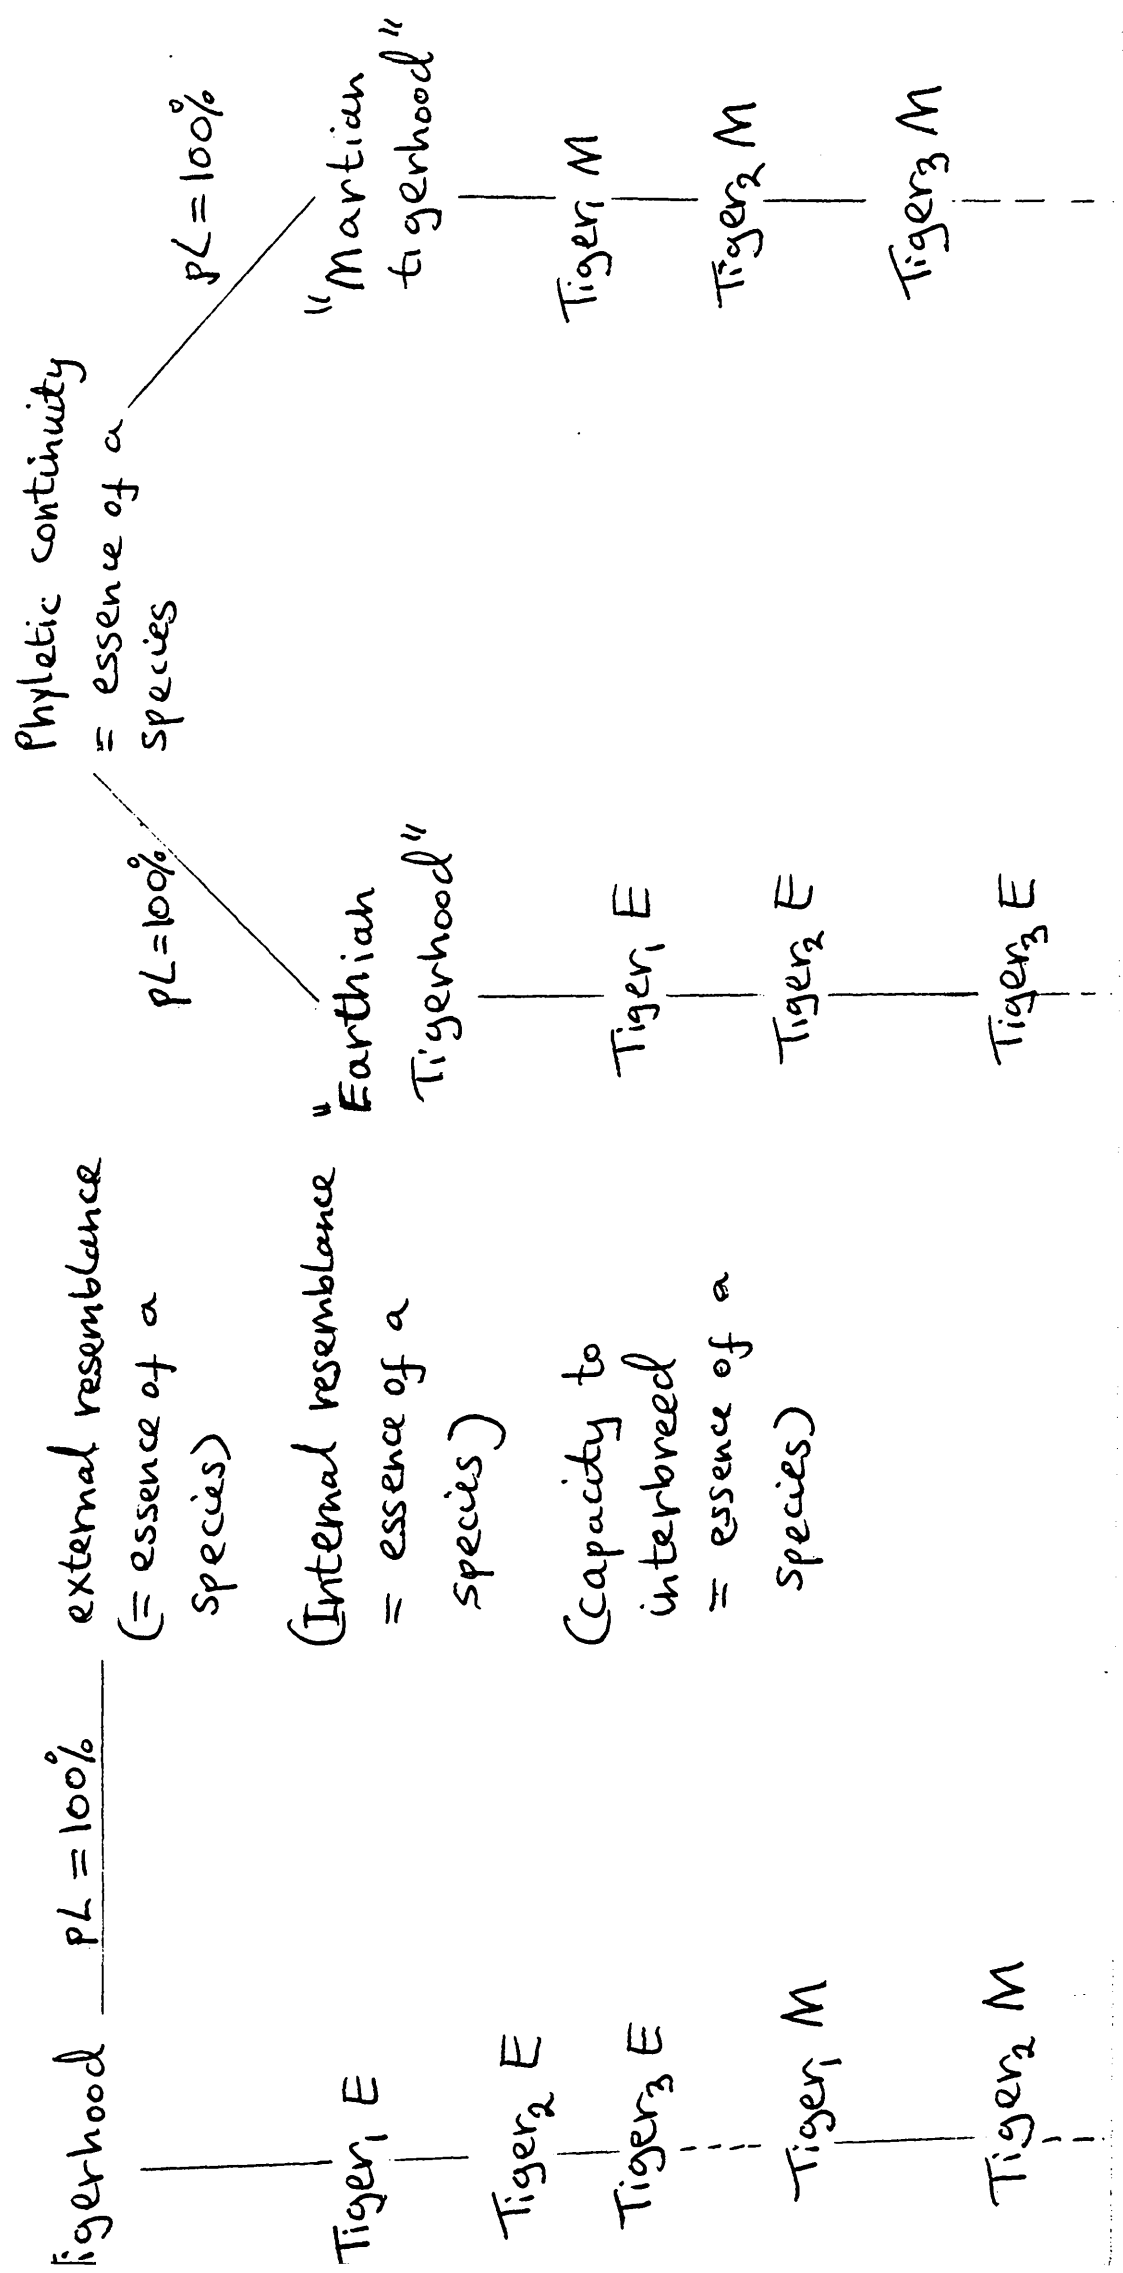 Tigerhood
pL = 100%
Tiger₁ E
Tiger₂ E
Tiger₃ E
Tiger₁ M
Tiger₂ M
external resemblance
(= essence of a
species)
(Internal resemblance
= essence of a
species)
(capacity to
interbreed
= essence of a
species)
Phyletic continuity
= essence of a
species
pL = 100%
"Earthian
Tigerhood"
Tiger₁ E
Tiger₂ E
Tiger₃ E
pL = 100%
"Martian
tigerhood"
Tiger₁ M
Tiger₂ M
Tiger₃ M